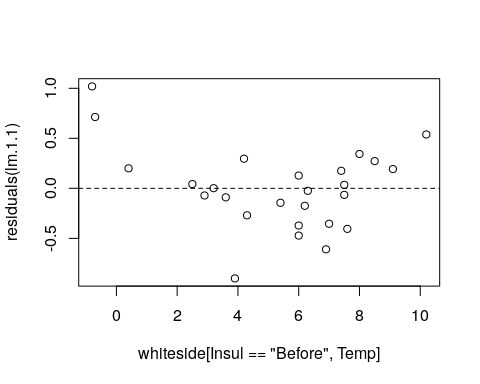 1.0
0.5
0.0
-0.5
residuals(lm.1.1)
0 2 4 6 8 10
whiteside[Insul == "Before", Temp]